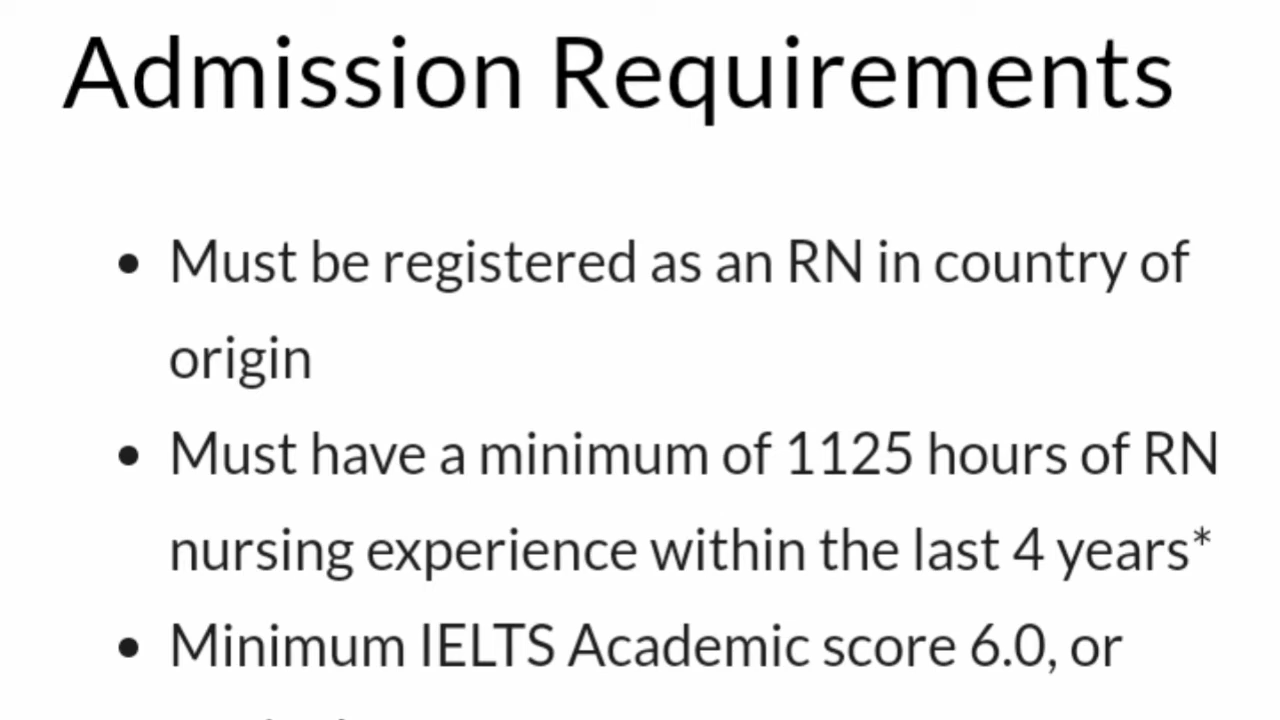 Admission Requirements
• Must be registered as an RN in country of
origin
• Must have a minimum of 1125 hours of RN
nursing experience within the last 4 years*
• Minimum IELTS Academic score 6.0, or